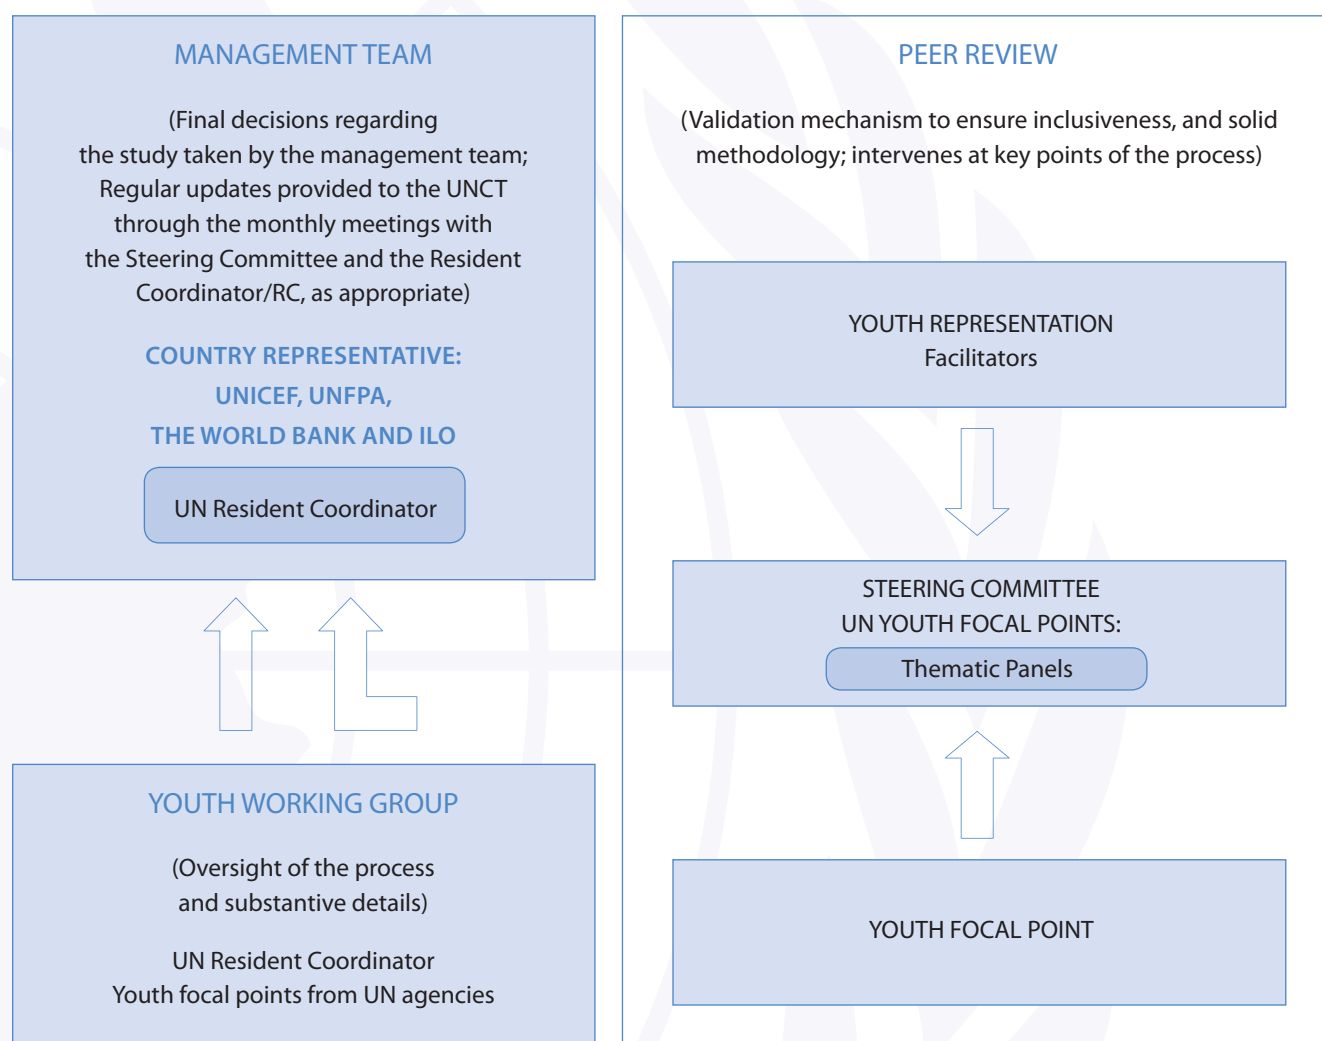 MANAGEMENT TEAM
(Final decisions regarding
the study taken by the management team;
Regular updates provided to the UNCT
through the monthly meetings with
the Steering Committee and the Resident
Coordinator/RC, as appropriate)
COUNTRY REPRESENTATIVE:
UNICEF, UNFPA,
THE WORLD BANK AND ILO
UN Resident Coordinator
YOUTH WORKING GROUP
(Oversight of the process
and substantive details)
UN Resident Coordinator
Youth focal points from UN agencies
PEER REVIEW
(Validation mechanism to ensure inclusiveness, and solid
methodology; intervenes at key points of the process)
YOUTH REPRESENTATION
Facilitators
STEERING COMMITTEE
UN YOUTH FOCAL POINTS:
Thematic Panels
YOUTH FOCAL POINT